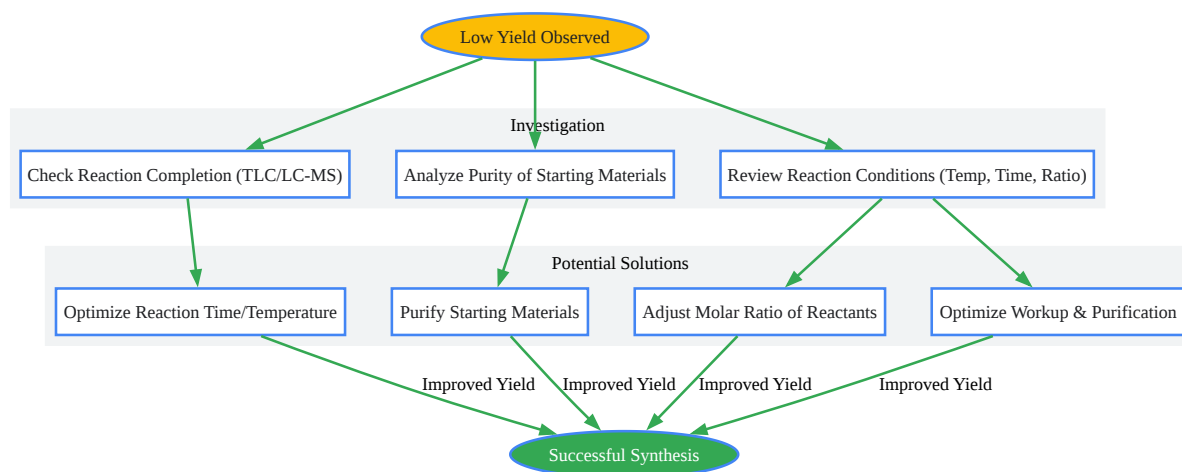 Low Yield Observed
Investigation
Check Reaction Completion (TLC/LC-MS)
Analyze Purity of Starting Materials
Review Reaction Conditions (Temp, Time, Ratio)
Potential Solutions
Optimize Reaction Time/Temperature
Purify Starting Materials
Adjust Molar Ratio of Reactants
Optimize Workup & Purification
Improved Yield
Improved Yield
Improved Yield
Improved Yield
Successful Synthesis